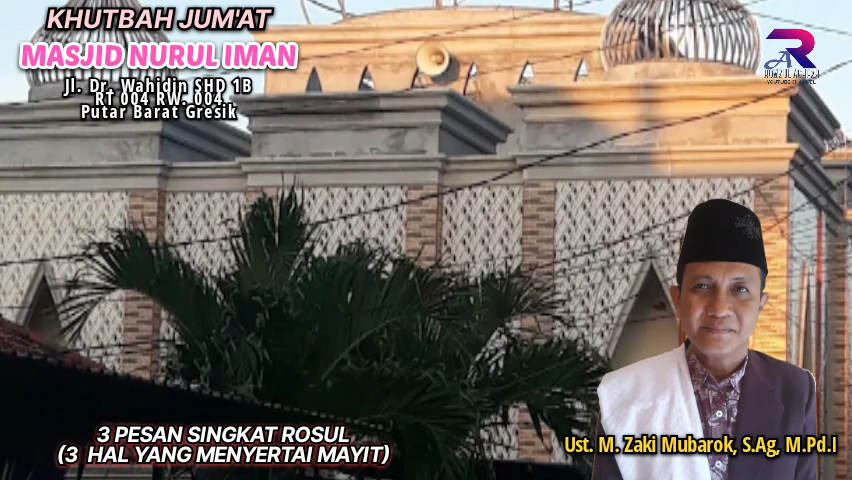 KHUTBAH JUM'AT
MASJID NURUL IMAN
Jl. Dr. Wahidin SHD 1B
RT 004 RW. 004
Putar Barat Gresik
3 PESAN SINGKAT ROSUL
(3 HAL YANG MENYERTAI MAYIT)
Ust. M. Zaki Mubarok, S.Ag, M.Pd.I